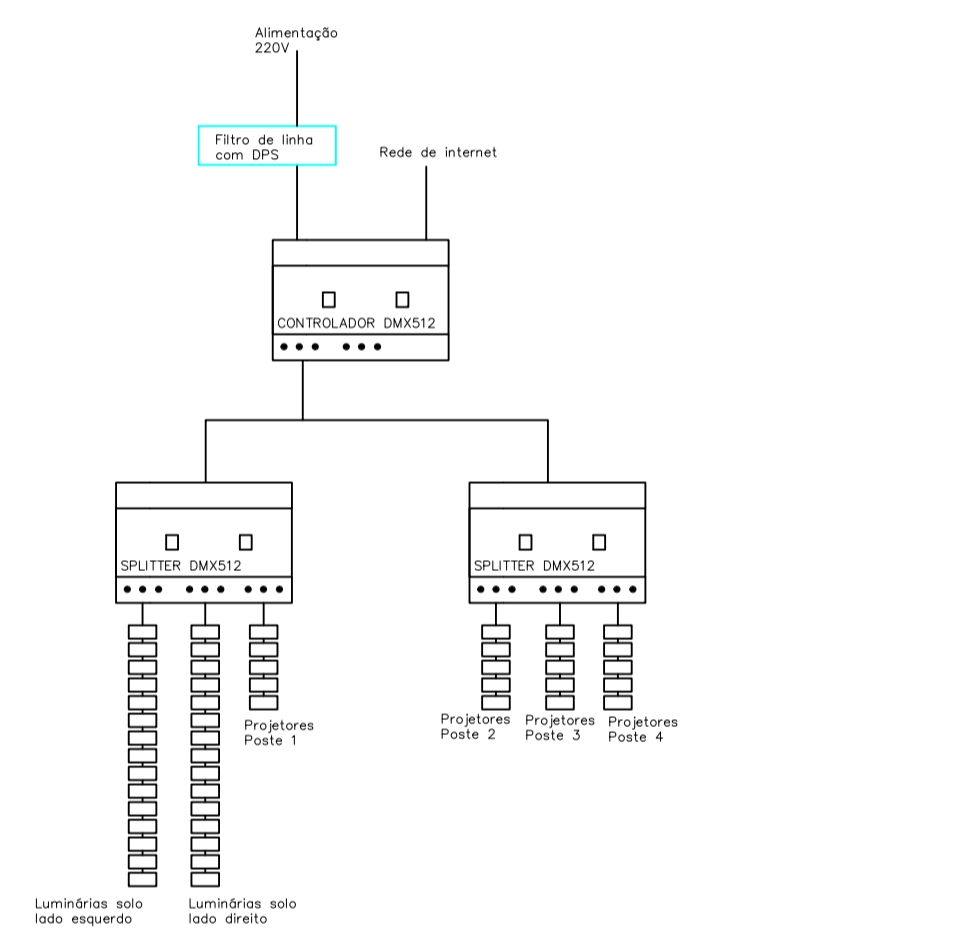 Alimentação
220V
Filtro de linha
com DPS
Rede de internet
CONTROLADOR DMX512
SPLITTER DMX512
SPLITTER DMX512
Projetores
Poste 1
Projetores
Poste 2
Projetores
Poste 3
Projetores
Poste 4
Luminárias solo
lado esquerdo
Luminárias solo
lado direito